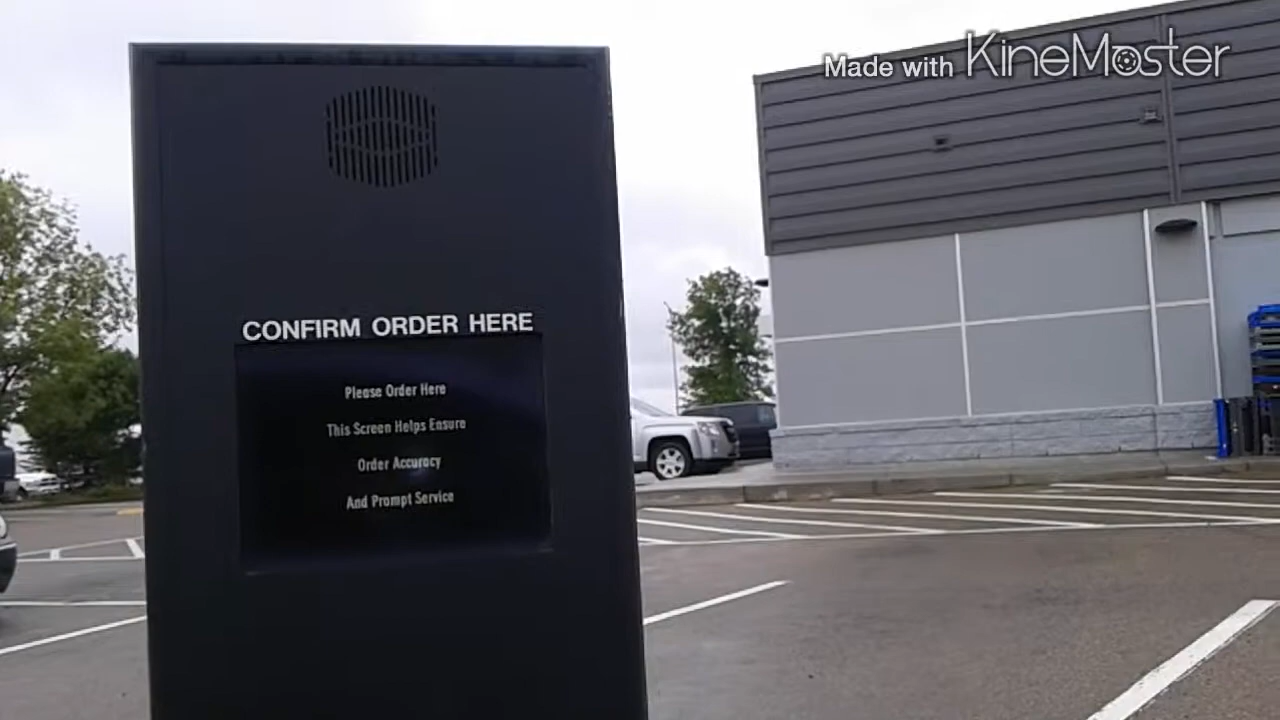 Made with KineMaster
CONFIRM ORDER HERE
Please Order Here
This Screen Helps Ensure
Order Accuracy
And Prompt Service